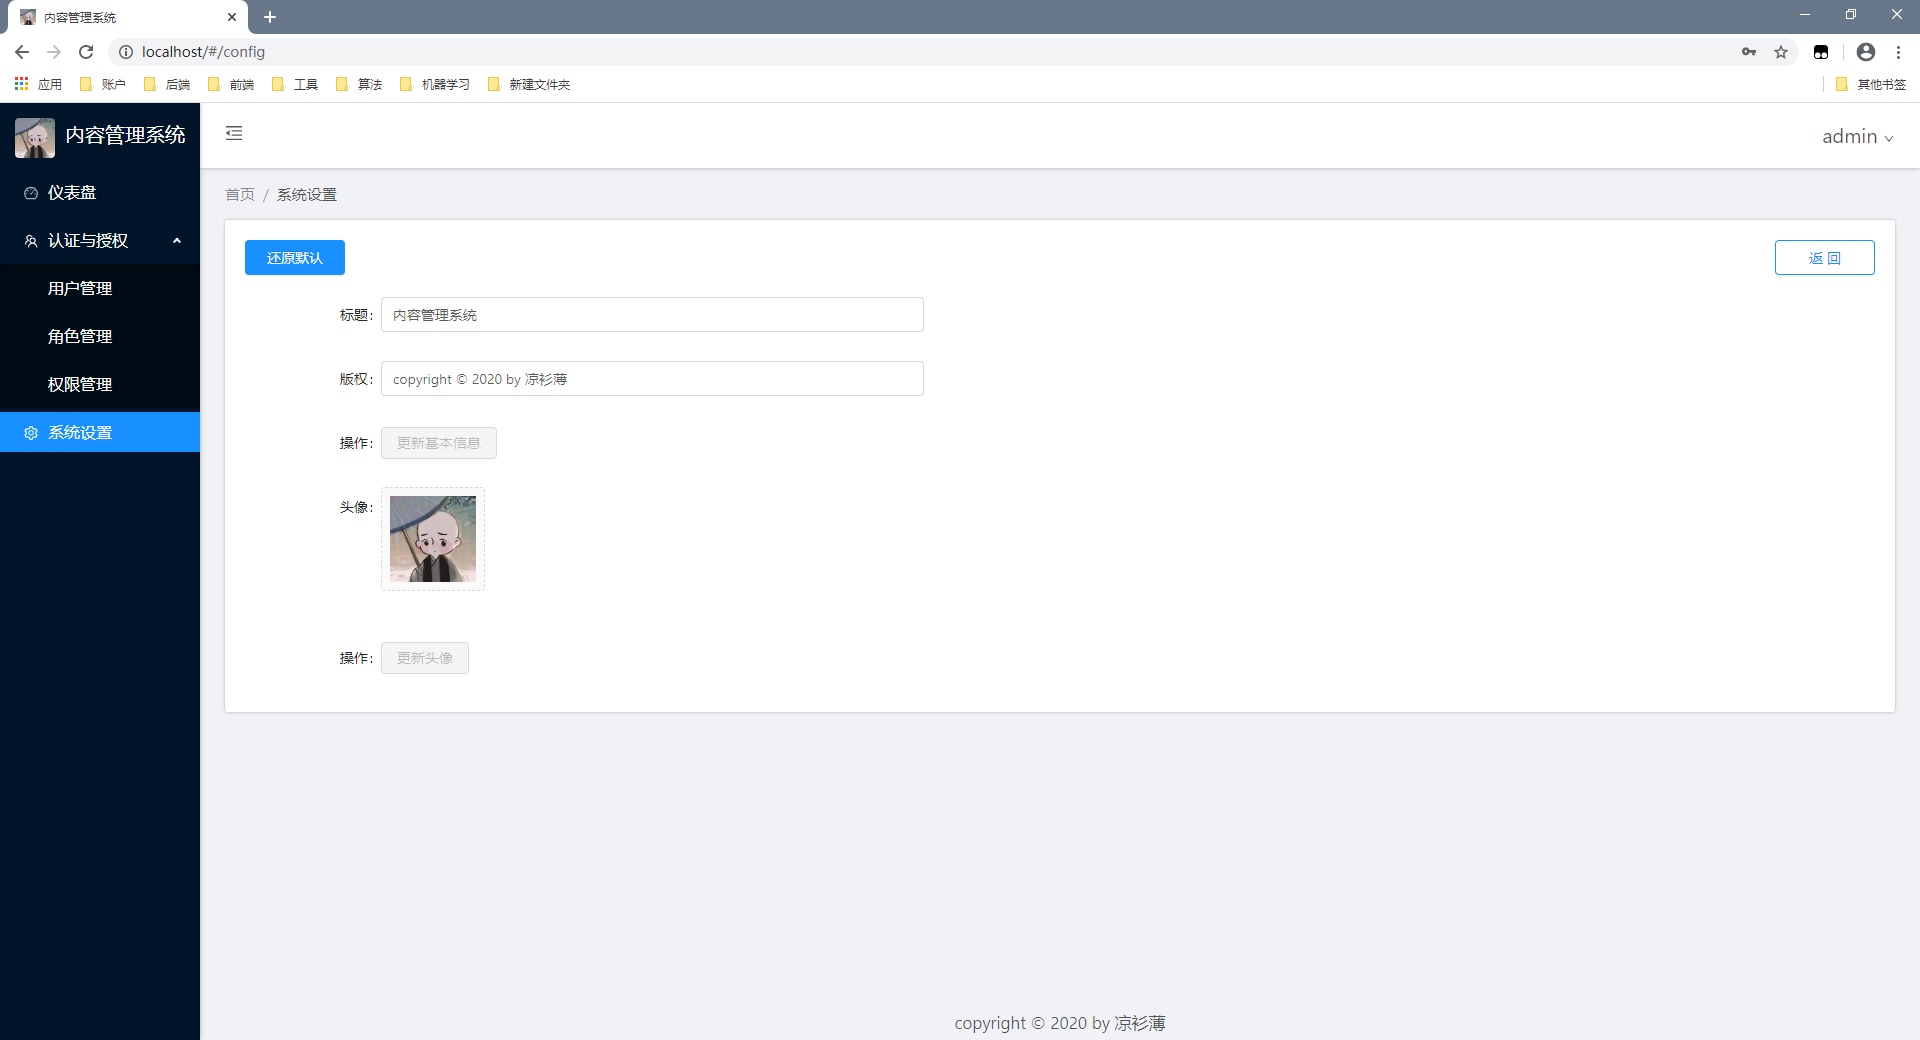 内容管理系统
localhost/#/config
应用 账户 后端 前端 工具 算法 机器学习 新建文件夹 其他书签
内容管理系统
admin
仪表盘
认证与授权
用户管理
角色管理
权限管理
系统设置
首页 / 系统设置
还原默认
返 回
标题: 内容管理系统
版权: copyright © 2020 by 凉衫薄
操作: 更新基本信息
头像:
操作: 更新头像
copyright © 2020 by 凉衫薄